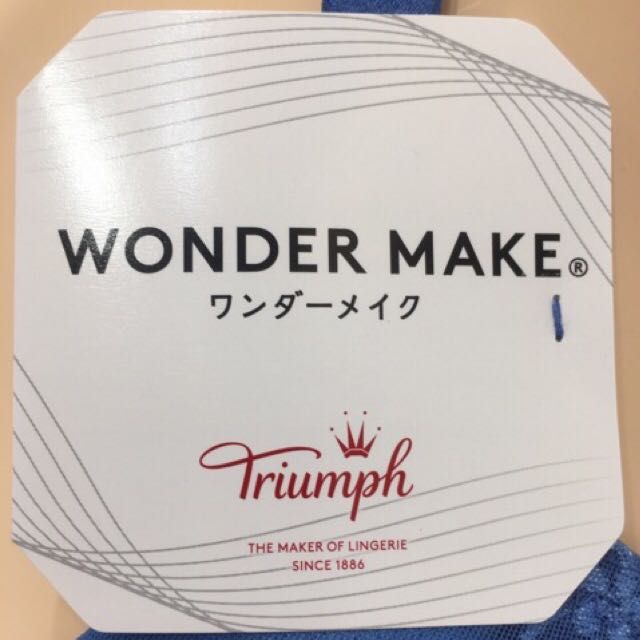 WONDER MAKE®
ワンダーメイク
Triumph
THE MAKER OF LINGERIE
SINCE 1886